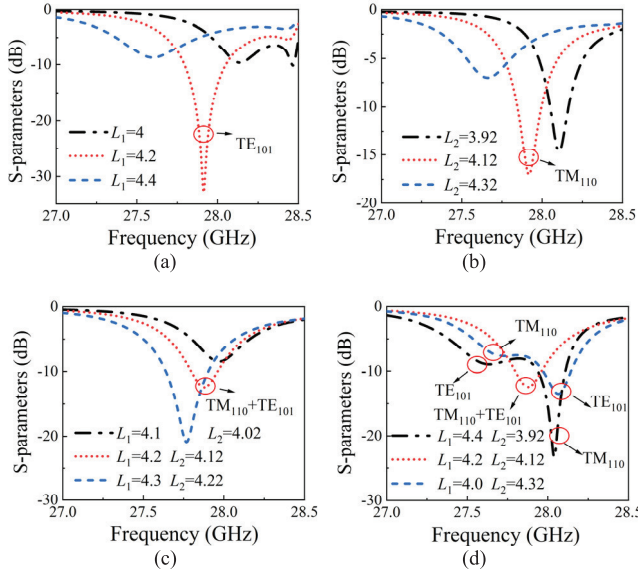 S-parameters (dB)
0
-10
-20
-30
L₁=4
L₁=4.2
L₁=4.4
TE₁₀₁
27.0 27.5 28.0 28.5
Frequency (GHz)
(a)
S-parameters (dB)
0
-5
-10
-15
-20
L₂=3.92
L₂=4.12
L₂=4.32
TM₁₁₀
27.0 27.5 28.0 28.5
Frequency (GHz)
(b)
S-parameters (dB)
0
-10
-20
-30
TM₁₁₀+TE₁₀₁
L₁=4.1 L₂=4.02
L₁=4.2 L₂=4.12
L₁=4.3 L₂=4.22
27.0 27.5 28.0 28.5
Frequency (GHz)
(c)
S-parameters (dB)
0
-10
-20
-30
TM₁₁₀
TE₁₀₁
TE₁₀₁
TM₁₁₀+TE₁₀₁
L₁=4.4 L₂=3.92
L₁=4.2 L₂=4.12
L₁=4.0 L₂=4.32
TM₁₁₀
27.0 27.5 28.0 28.5
Frequency (GHz)
(d)